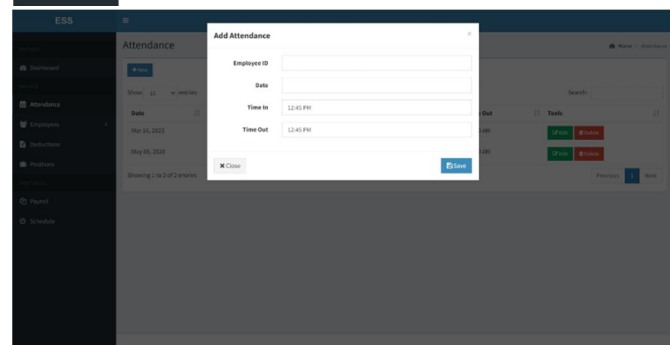 ESS
Add Attendance
×
Attendance
Home
Attendance
Employee ID
Dashboard
+ New
Date
Show 10 entries
Search:
Attendance
Time In 12:45 PM
Date
Out
Tools
Employees
Time Out 12:45 PM
Mar 16, 2023
Edit
Delete
Deductions
May 08, 2020
Edit
Delete
Positions
Close
Save
Showing 1 to 2 of 2 entries
Previous 1 Next
Payroll
Schedule